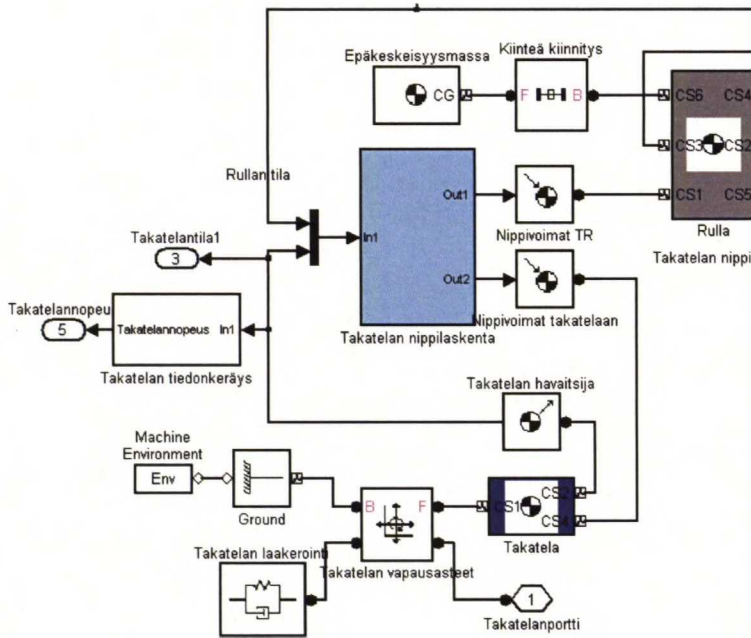 Epäkeskeisyysmassa
Kiinteä kiinnitys
CG
F
B
CS6
CS4
CS3
CS2
CS1
CS5
Rulla
Takatelan nippi
Rullan tila
Out1
In1
Nippivoimat TR
Takatelantila1
3
Out2
Takatelannopeu
5
Takatelannopeus
In1
Nippivoimat takatelaan
Takatelan nippilaskenta
Takatelan tiedonkeräys
Takatelan havaitsija
Machine
Environment
Env
Ground
B
F
CS1
CS2
CS4
Takatela
Takatelan laakerointi
Takatelan vapausasteet
1
Takatelanportti